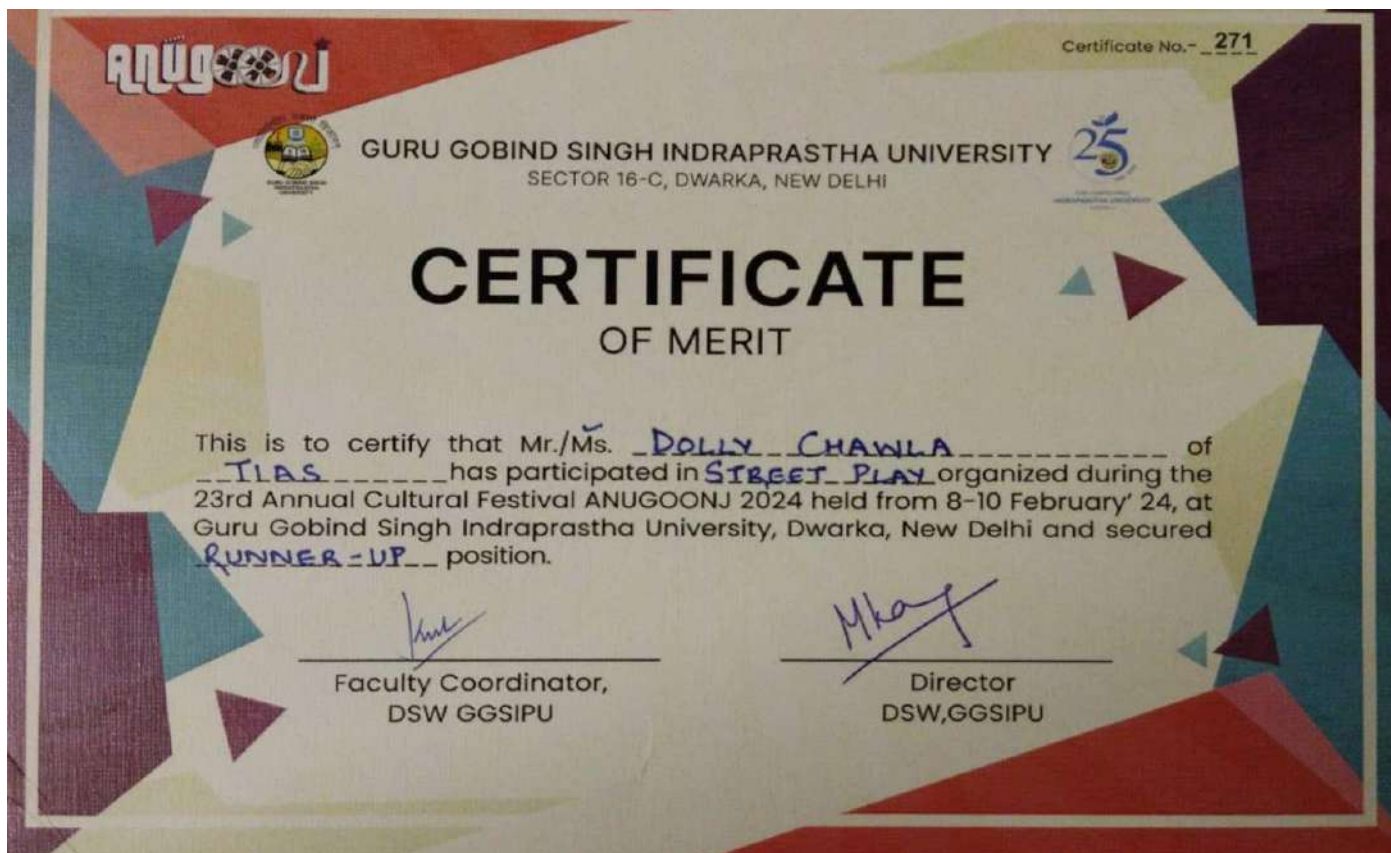 ANUGOONJ
Certificate No.- 271
GURU GOBIND SINGH INDRAPRASTHA UNIVERSITY
SECTOR 16-C, DWARKA, NEW DELHI
25
CERTIFICATE
OF MERIT
This is to certify that Mr./Ms. DOLLY CHAWLA of
TIAS has participated in STREET PLAY organized during the
23rd Annual Cultural Festival ANUGOONJ 2024 held from 8-10 February' 24, at
Guru Gobind Singh Indraprastha University, Dwarka, New Delhi and secured
RUNNER-UP position.
Faculty Coordinator,
DSW GGSIPU
Director
DSW,GGSIPU